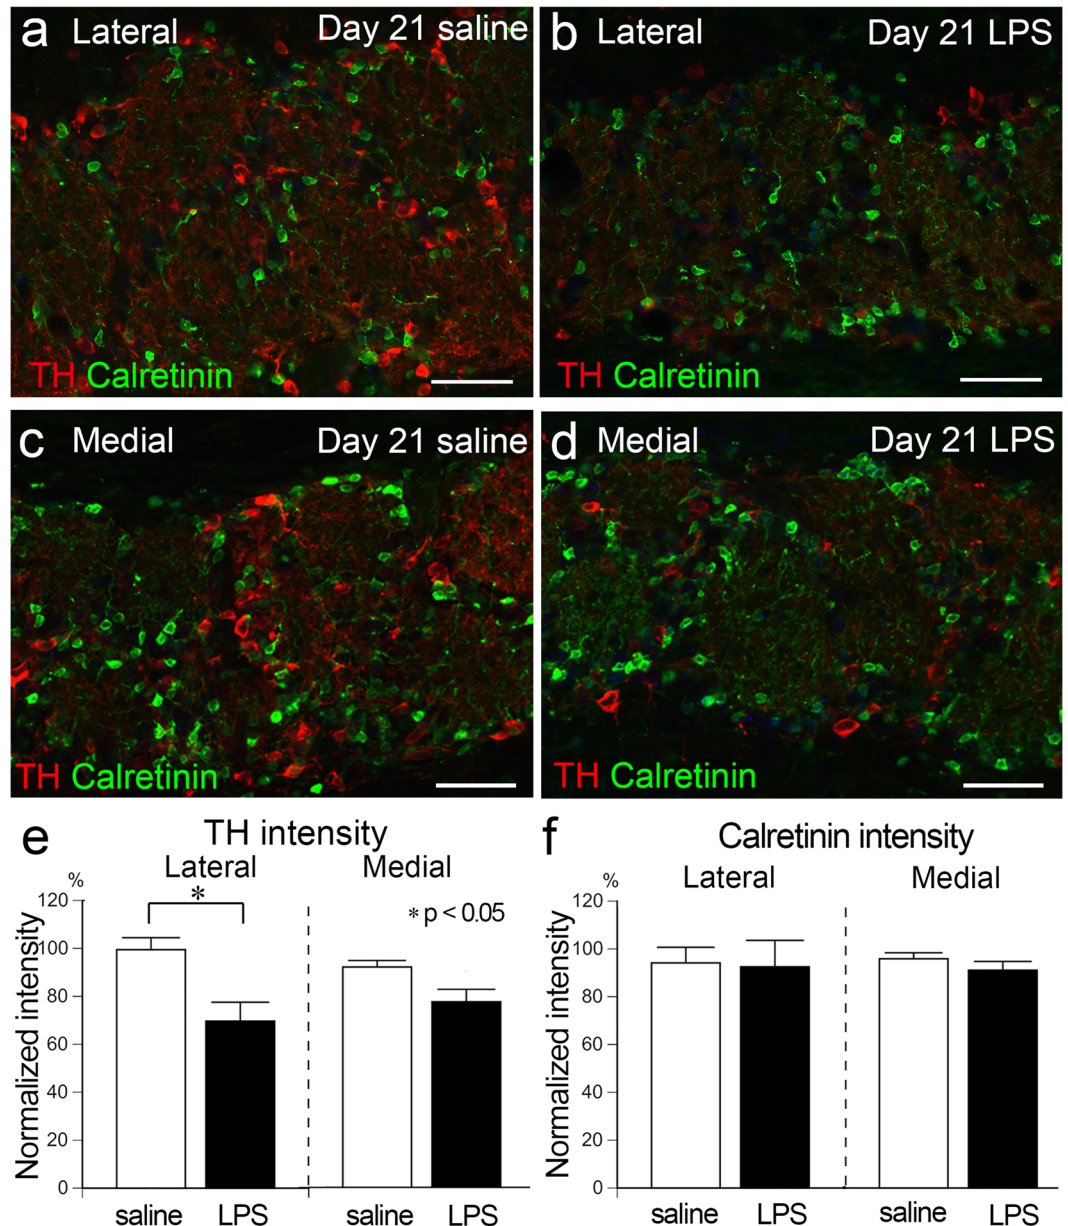 a Lateral Day 21 saline
TH Calretinin
b Lateral Day 21 LPS
TH Calretinin
c Medial Day 21 saline
TH Calretinin
d Medial Day 21 LPS
TH Calretinin
e TH intensity
Lateral Medial
%
* * p < 0.05
Normalized intensity
120
100
80
60
40
20
0
saline LPS saline LPS
f Calretinin intensity
Lateral Medial
%
Normalized intensity
120
100
80
60
40
20
0
saline LPS saline LPS